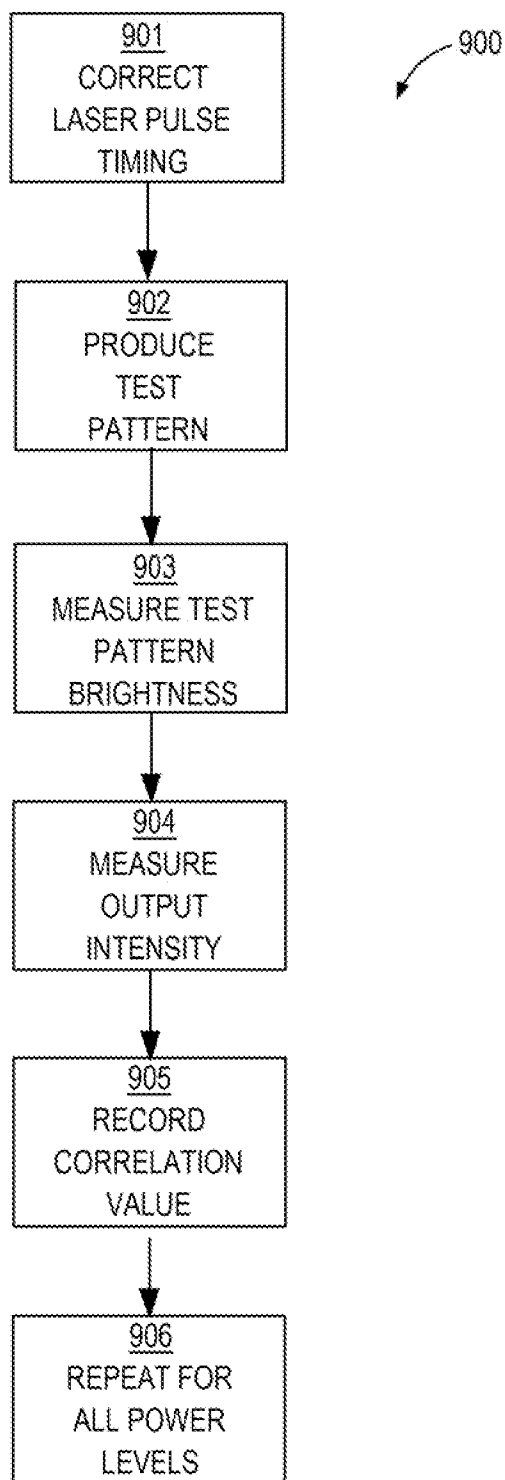 901
CORRECT
LASER PULSE
TIMING
900
902
PRODUCE
TEST
PATTERN
903
MEASURE TEST
PATTERN
BRIGHTNESS
904
MEASURE
OUTPUT
INTENSITY
905
RECORD
CORRELATION
VALUE
906
REPEAT FOR
ALL POWER
LEVELS